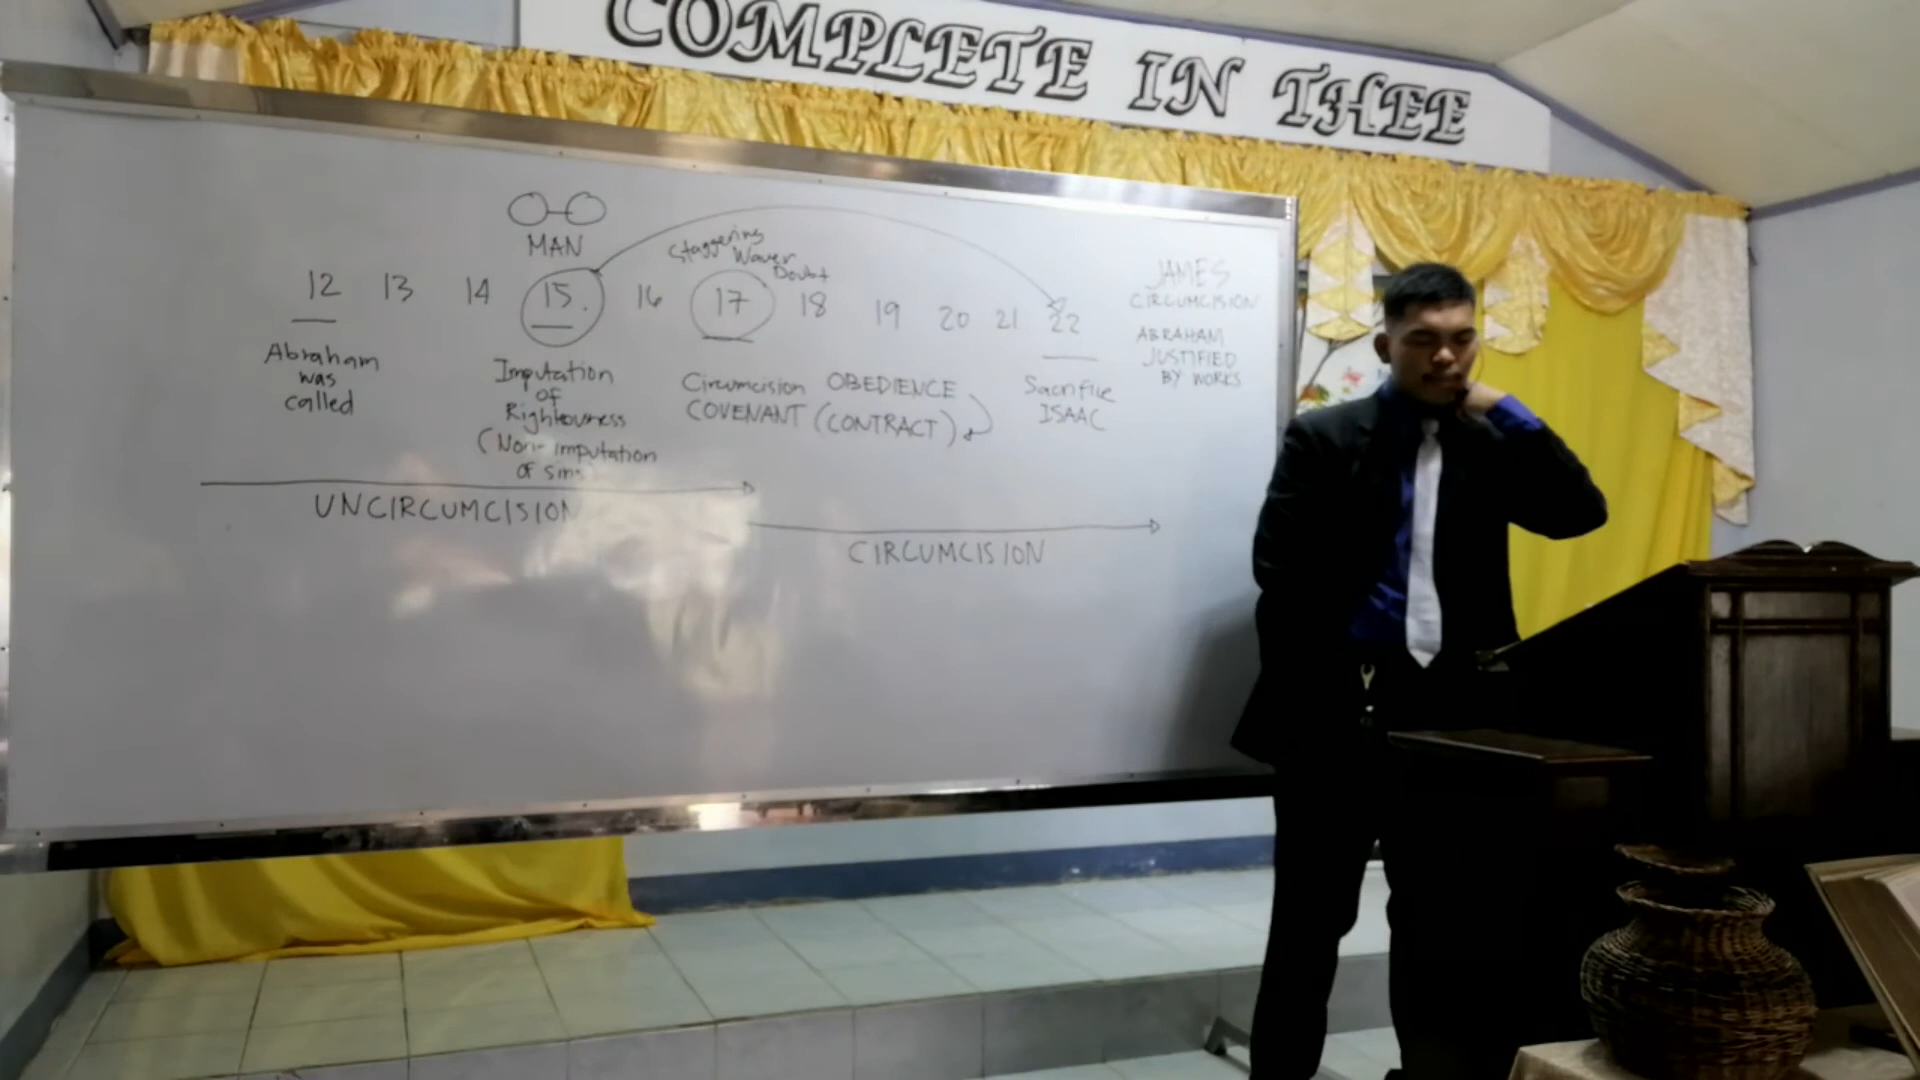 COMPLETE IN THEE
MAN
Staggering
Waver
Doubt
12 13 14 15. 16 17 18 19 20 21 22
Abraham
was
called
Imputation
of
Righteousness
(Non-imputation
of sins)
Circumcision OBEDIENCE
COVENANT (CONTRACT)
Sacrifice
ISAAC
JAMES
CIRCUMCISION
ABRAHAM
JUSTIFIED
BY WORKS
UNCIRCUMCISION
CIRCUMCISION